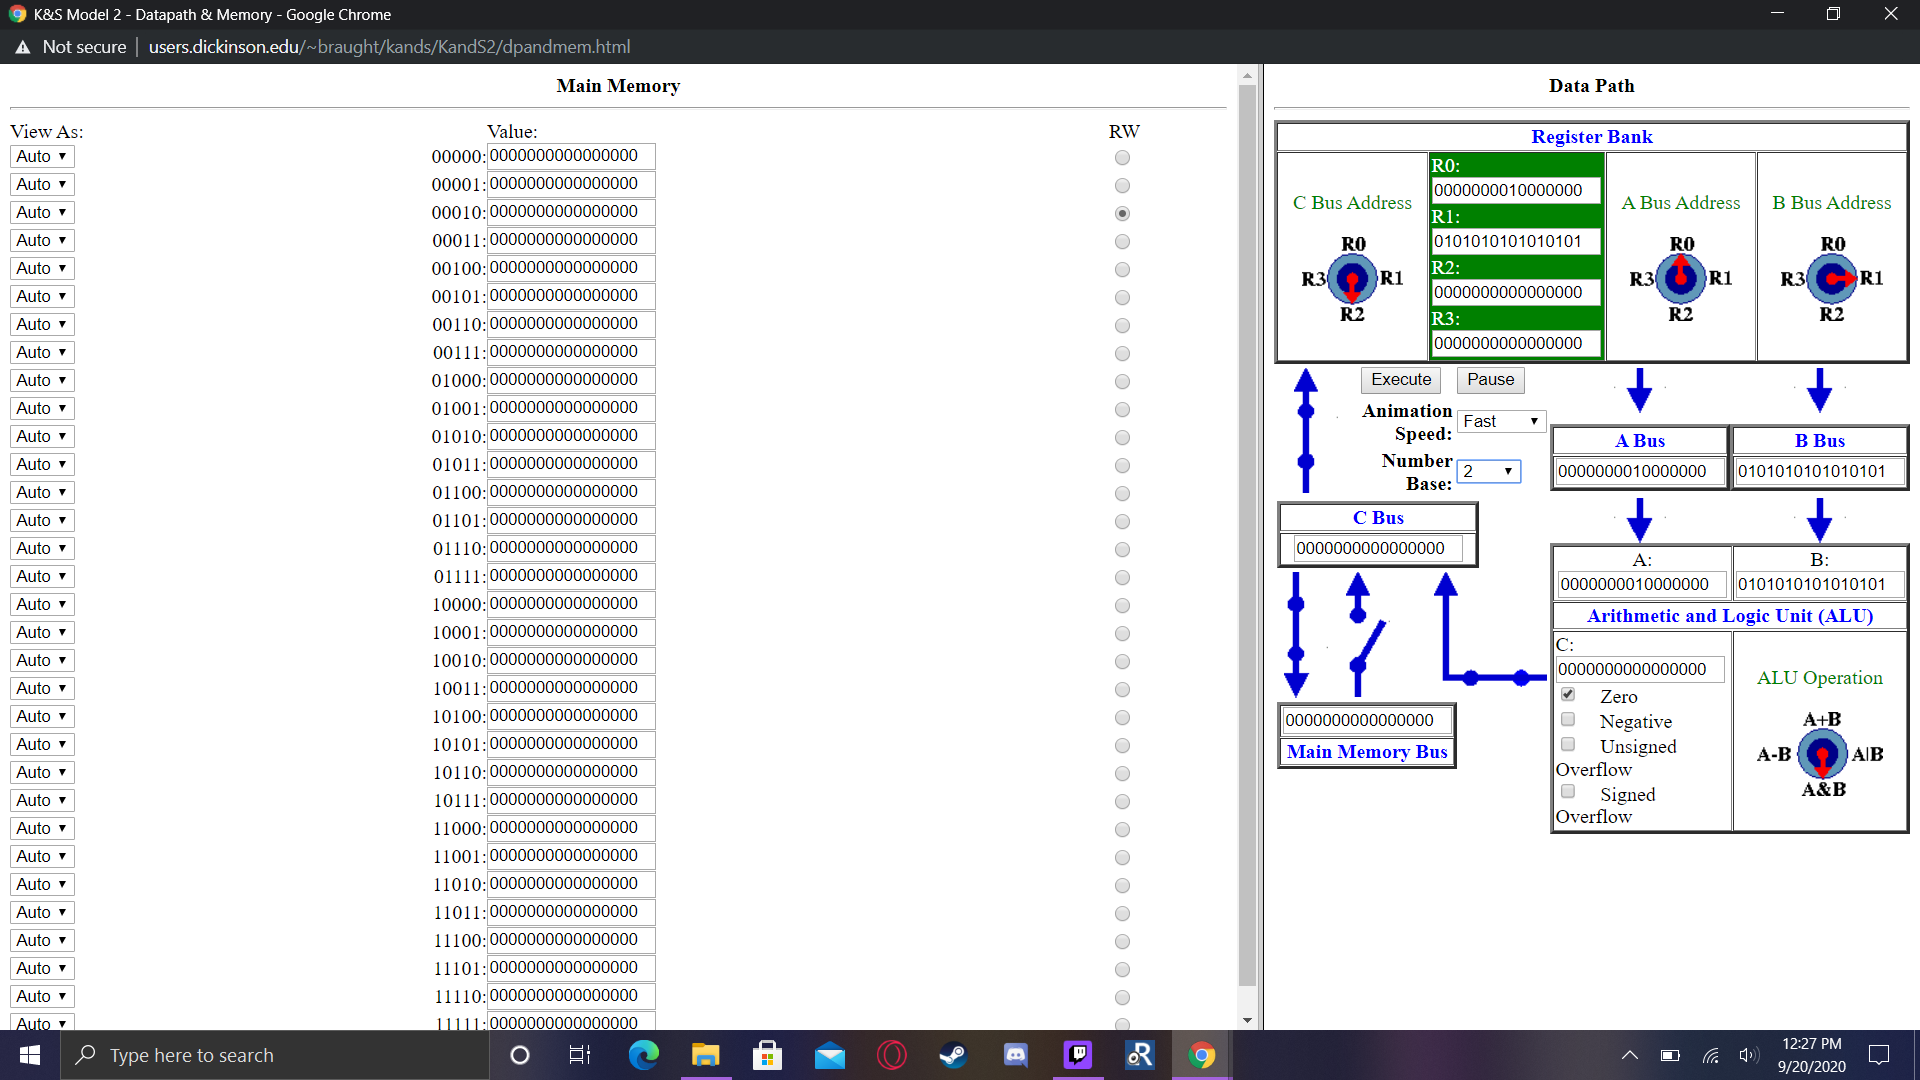 K&S Model 2 - Datapath & Memory - Google Chrome
Not secure | users.dickinson.edu/~braught/kands/KandS2/dpandmem.html
Main Memory
View As: Value: RW
Auto 00000: 0000000000000000
Auto 00001: 0000000000000000
Auto 00010: 0000000000000000
Auto 00011: 0000000000000000
Auto 00100: 0000000000000000
Auto 00101: 0000000000000000
Auto 00110: 0000000000000000
Auto 00111: 0000000000000000
Auto 01000: 0000000000000000
Auto 01001: 0000000000000000
Auto 01010: 0000000000000000
Auto 01011: 0000000000000000
Auto 01100: 0000000000000000
Auto 01101: 0000000000000000
Auto 01110: 0000000000000000
Auto 01111: 0000000000000000
Auto 10000: 0000000000000000
Auto 10001: 0000000000000000
Auto 10010: 0000000000000000
Auto 10011: 0000000000000000
Auto 10100: 0000000000000000
Auto 10101: 0000000000000000
Auto 10110: 0000000000000000
Auto 10111: 0000000000000000
Auto 11000: 0000000000000000
Auto 11001: 0000000000000000
Auto 11010: 0000000000000000
Auto 11011: 0000000000000000
Auto 11100: 0000000000000000
Auto 11101: 0000000000000000
Auto 11110: 0000000000000000
Auto 11111: 0000000000000000
Data Path
Register Bank
C Bus Address
R0
R3 R1
R2
R0:
0000000010000000
R1:
0101010101010101
R2:
0000000000000000
R3:
0000000000000000
A Bus Address
R0
R3 R1
R2
B Bus Address
R0
R3 R1
R2
Execute Pause
Animation
Speed: Fast
Number
Base: 2
A Bus
0000000010000000
B Bus
0101010101010101
C Bus
0000000000000000
A:
0000000010000000
B:
0101010101010101
Arithmetic and Logic Unit (ALU)
C:
0000000000000000
Zero
Negative
Unsigned
Overflow
Signed
Overflow
ALU Operation
A+B
A-B A|B
A&B
0000000000000000
Main Memory Bus
Type here to search
12:27 PM
9/20/2020